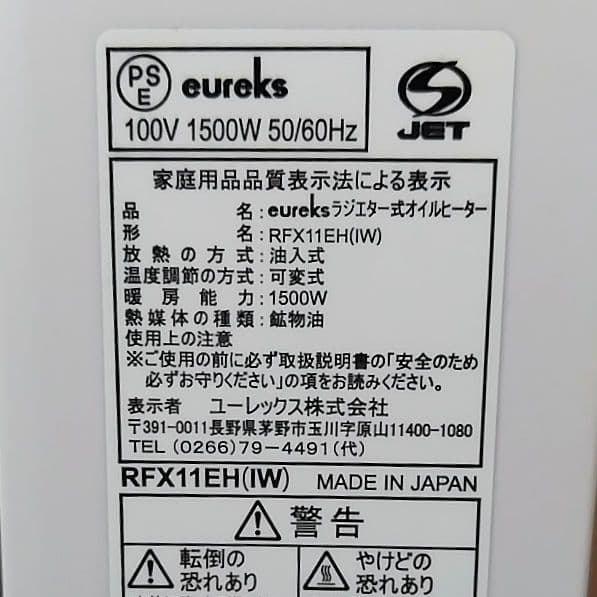 PSE eureks
100V 1500W 50/60Hz
JET
家庭用品品質表示法による表示
品名：eureksラジエター式オイルヒーター
形名：RFX11EH(IW)
放熱の方式：油入式
温度調節の方式：可変式
暖房能力：1500W
熱媒体の種類：鉱物油
使用上の注意
※ご使用の前に必ず取扱説明書の「安全のため
必ずお守りください」の項をお読みください。
表示者 ユーレックス株式会社
〒391-0011長野県茅野市玉川字原山11400-1080
TEL (0266)79-4491(代)
RFX11EH(IW) MADE IN JAPAN
警告
転倒の
恐れあり
やけどの
恐れあり